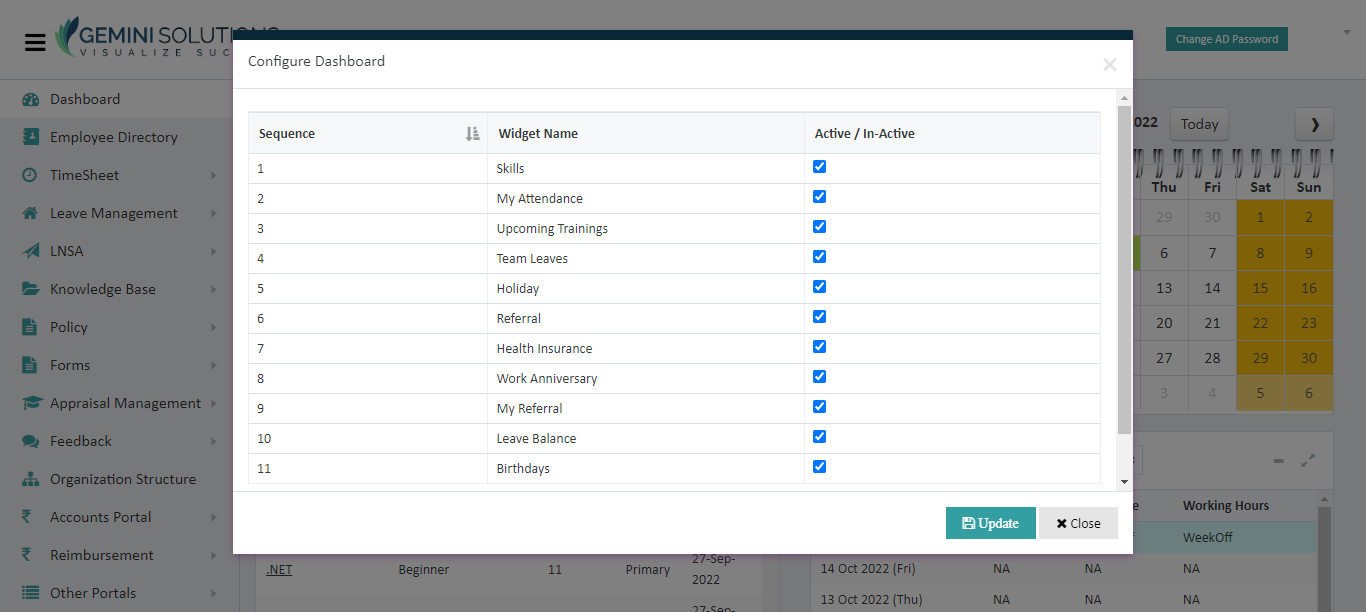 GEMINI SOLUTIONS
VISUALIZE SUC
Change AD Password
Configure Dashboard
×
Dashboard
Employee Directory
TimeSheet
Leave Management
LNSA
Knowledge Base
Policy
Forms
Appraisal Management
Feedback
Organization Structure
Accounts Portal
Reimbursement
Other Portals
Sequence Widget Name Active / In-Active
1 Skills
2 My Attendance
3 Upcoming Trainings
4 Team Leaves
5 Holiday
6 Referral
7 Health Insurance
8 Work Anniversary
9 My Referral
10 Leave Balance
11 Birthdays
Update Close
022 Today ❯
Thu Fri Sat Sun
29 30 1 2
6 7 8 9
13 14 15 16
20 21 22 23
27 28 29 30
3 4 5 6
e Working Hours
WeekOff
.NET Beginner 11 Primary 27-Sep-
2022
27-Sep-
14 Oct 2022 (Fri) NA NA NA
13 Oct 2022 (Thu) NA NA NA